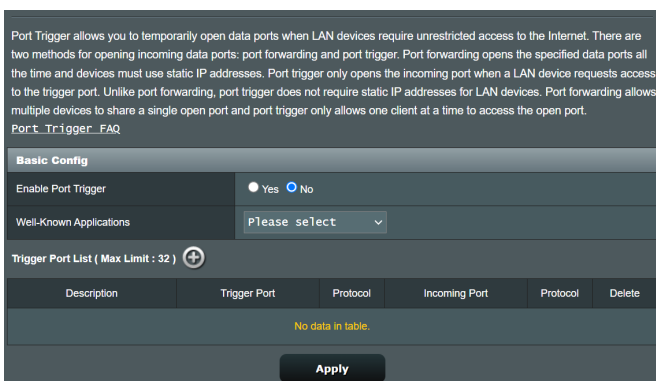 Port Trigger allows you to temporarily open data ports when LAN devices require unrestricted access to the Internet. There are
two methods for opening incoming data ports: port forwarding and port trigger. Port forwarding opens the specified data ports all
the time and devices must use static IP addresses. Port trigger only opens the incoming port when a LAN device requests access
to the trigger port. Unlike port forwarding, port trigger does not require static IP addresses for LAN devices. Port forwarding allows
multiple devices to share a single open port and port trigger only allows one client at a time to access the open port.
Port Trigger FAQ
Basic Config
Enable Port Trigger Yes No
Well-Known Applications Please select
Trigger Port List ( Max Limit : 32 )
Description Trigger Port Protocol Incoming Port Protocol Delete
No data in table.
Apply